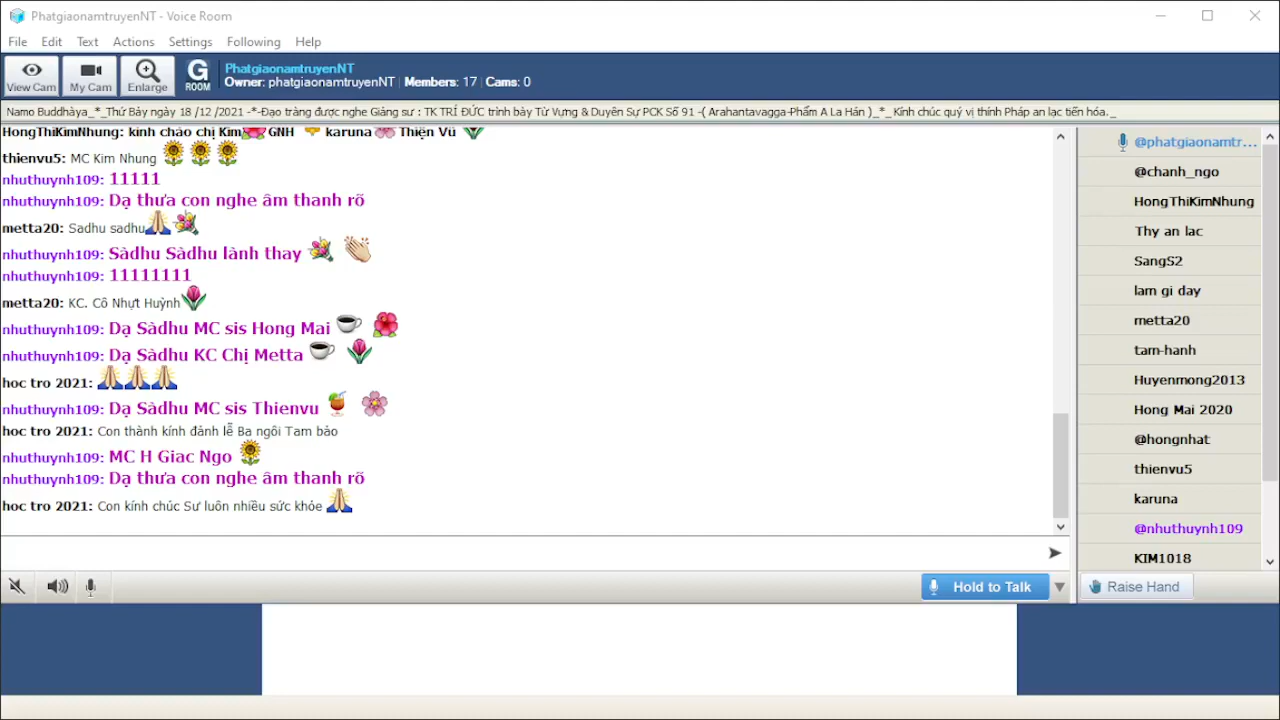 PhatgiaonamtruyenNT - Voice Room
File Edit Text Actions Settings Following Help
View Cam My Cam Enlarge G ROOM
PhatgiaonamtruyenNT
Owner: phatgiaonamtruyenNT Members: 17 Cams: 0
Namo Buddhàya_*_Thứ Bảy ngày 18 /12 /2021 -*-Đạo tràng được nghe Giảng sư : TK TRÍ ĐỨC trình bày Từ Vựng & Duyên Sự PCK Số 91 -( Arahantavagga-Phẩm A La Hán )_*_Kính chúc quý vị thính Pháp an lạc tiến hóa._
HongThiKimNhung: kính chào chị Kim GNH karuna Thiện Vũ
thienvu5: MC Kim Nhung
nhuthuynh109: 11111
nhuthuynh109: Dạ thưa con nghe âm thanh rõ
metta20: Sadhu sadhu
nhuthuynh109: Sàdhu Sàdhu lành thay
nhuthuynh109: 11111111
metta20: KC. Cô Nhựt Huỳnh
nhuthuynh109: Dạ Sàdhu MC sis Hong Mai
nhuthuynh109: Dạ Sàdhu KC Chị Metta
hoc tro 2021:
nhuthuynh109: Dạ Sàdhu MC sis Thienvu
hoc tro 2021: Con thành kính đảnh lễ Ba ngôi Tam bảo
nhuthuynh109: MC H Giac Ngo
nhuthuynh109: Dạ thưa con nghe âm thanh rõ
hoc tro 2021: Con kính chúc Sư luôn nhiều sức khỏe
Hold to Talk
@phatgiaonamtr...
@chanh_ngo
HongThiKimNhung
Thy an lac
SangS2
lam gi day
metta20
tam-hanh
Huyenmong2013
Hong Mai 2020
@hongnhat
thienvu5
karuna
@nhuthuynh109
KIM1018
Raise Hand